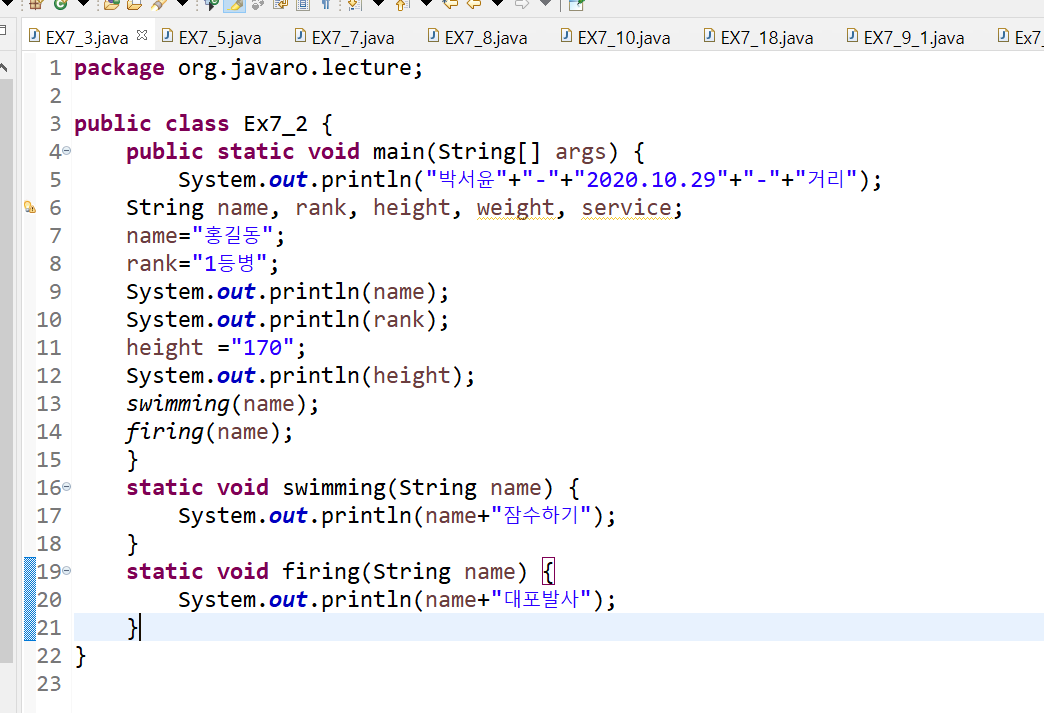 EX7_3.java EX7_5.java EX7_7.java EX7_8.java EX7_10.java EX7_18.java EX7_9_1.java Ex7_
1 package org.javaro.lecture;
2
3 public class Ex7_2 {
4 public static void main(String[] args) {
5 System.out.println("박서윤"+"-"+"2020.10.29"+"-"+"거리");
6 String name, rank, height, weight, service;
7 name="홍길동";
8 rank="1등병";
9 System.out.println(name);
10 System.out.println(rank);
11 height ="170";
12 System.out.println(height);
13 swimming(name);
14 firing(name);
15 }
16 static void swimming(String name) {
17 System.out.println(name+"잠수하기");
18 }
19 static void firing(String name) {
20 System.out.println(name+"대포발사");
21 }
22 }
23